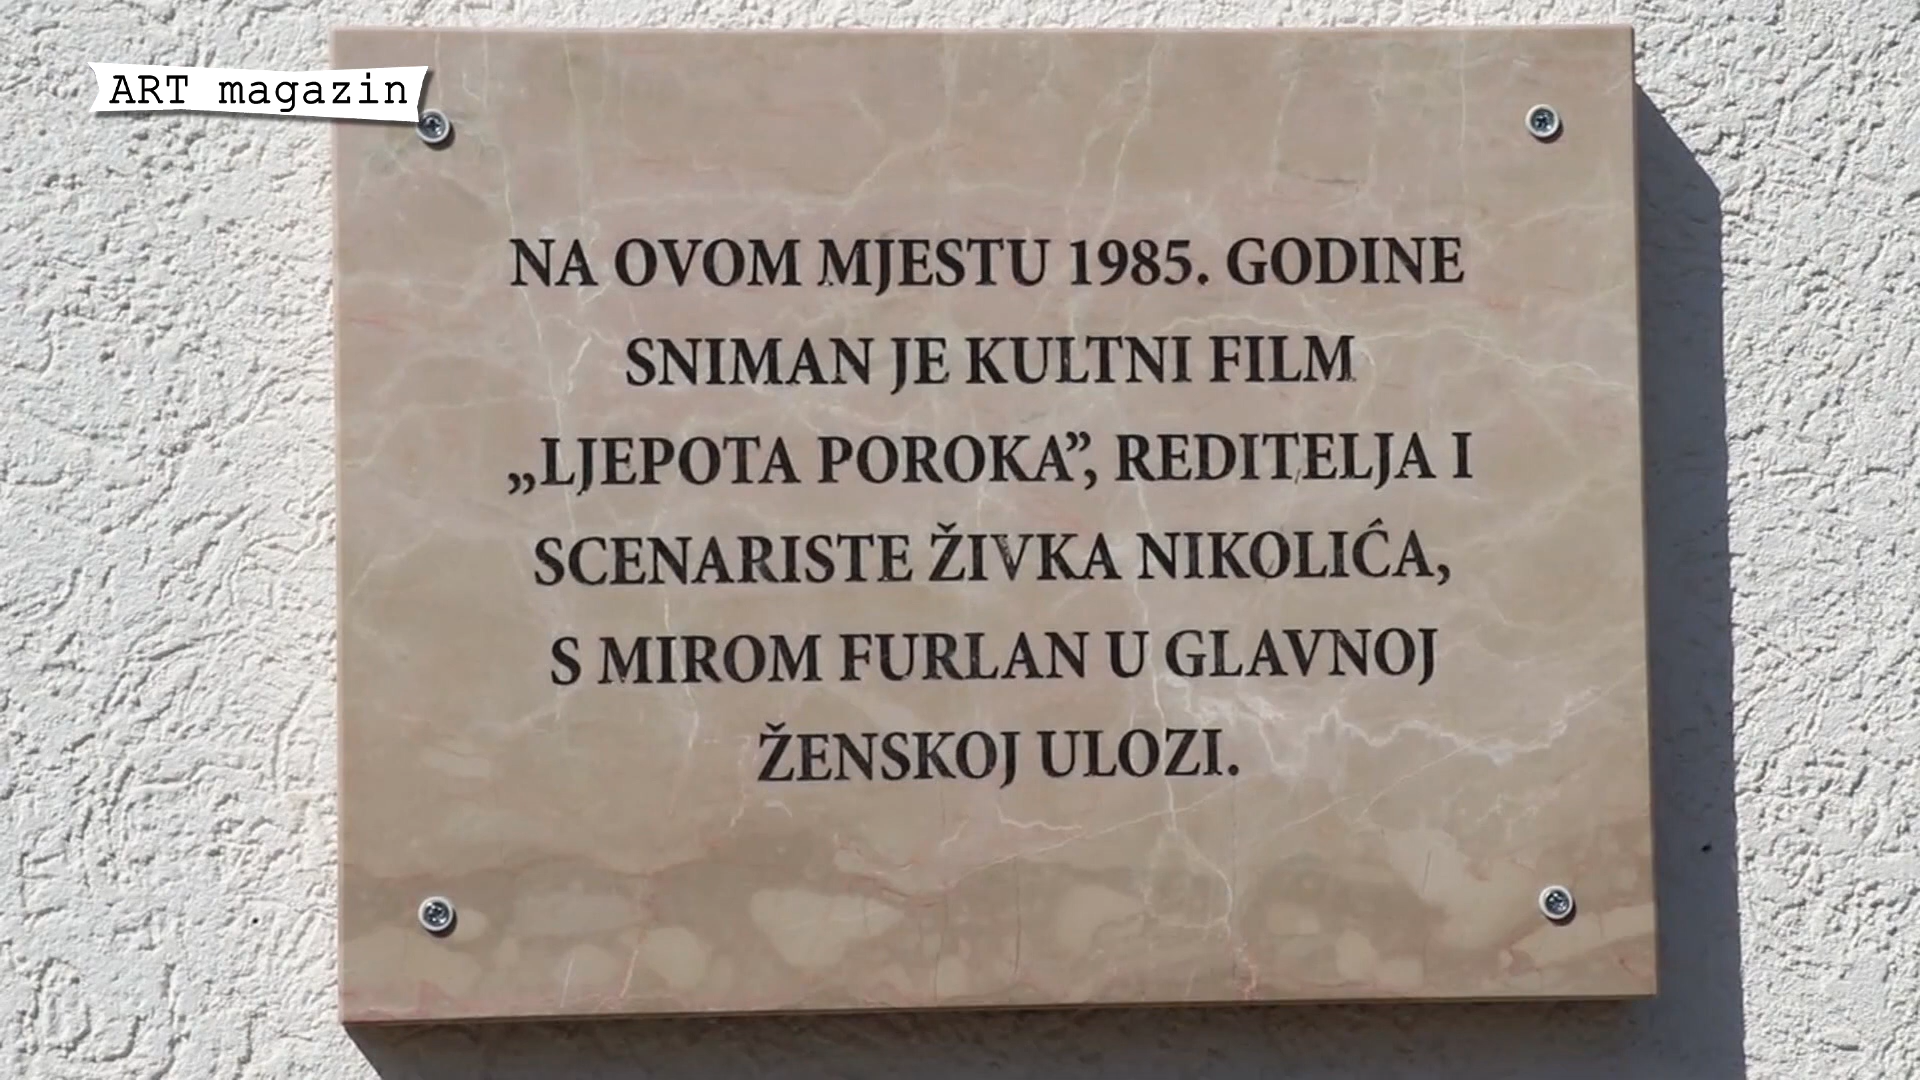 ART magazin
NA OVOM MJESTU 1985. GODINE
SNIMAN JE KULTNI FILM
„LJEPOTA POROKA”, REDITELJA I
SCENARISTE ŽIVKA NIKOLIĆA,
S MIROM FURLAN U GLAVNOJ
ŽENSKOJ ULOZI.